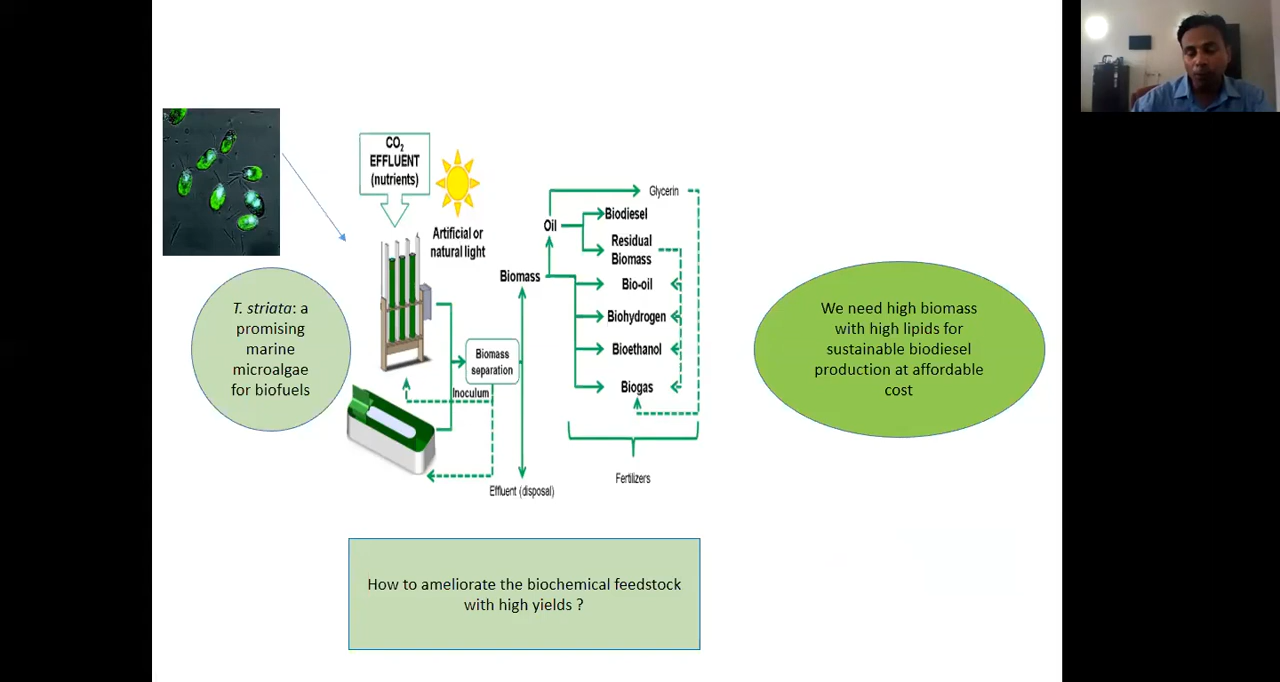 CO₂
EFFLUENT
(nutrients)
Artificial or
natural light
T. striata: a
promising
marine
microalgae
for biofuels
Biomass
separation
Inoculum
Biomass
Effluent (disposal)
Oil
Glycerin
Biodiesel
Residual
Biomass
Bio-oil
Biohydrogen
Bioethanol
Biogas
Fertilizers
We need high biomass
with high lipids for
sustainable biodiesel
production at affordable
cost
How to ameliorate the biochemical feedstock
with high yields ?